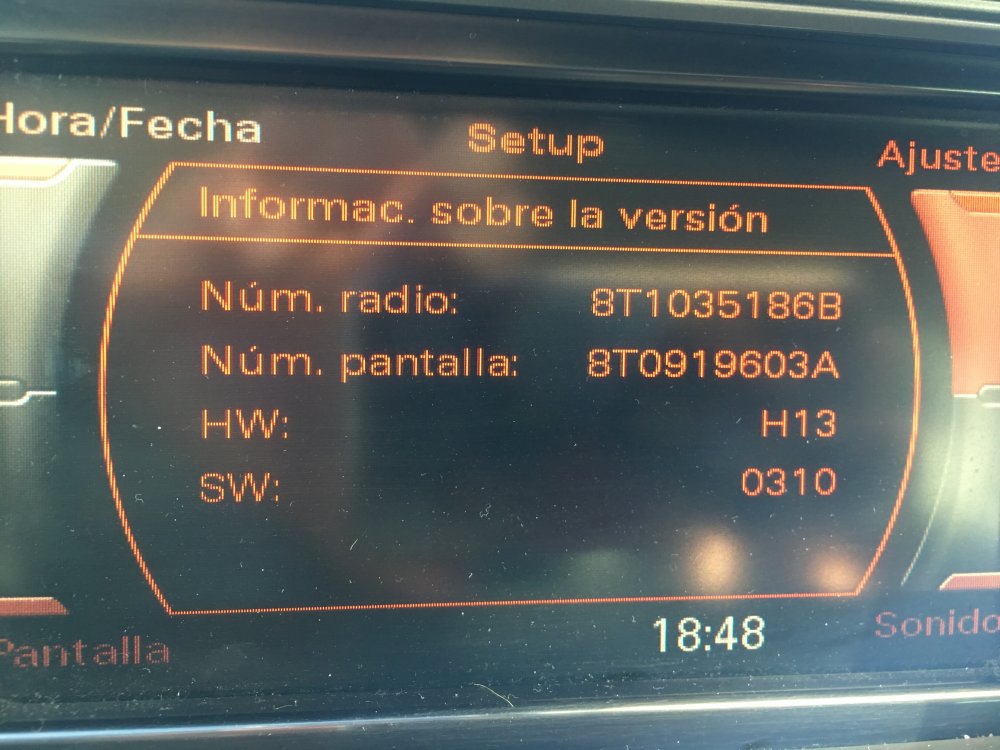 Hora/Fecha
Setup
Ajuste
Informac. sobre la versión
Núm. radio: 8T1035186B
Núm. pantalla: 8T0919603A
HW: H13
SW: 0310
Pantalla
18:48
Sonido